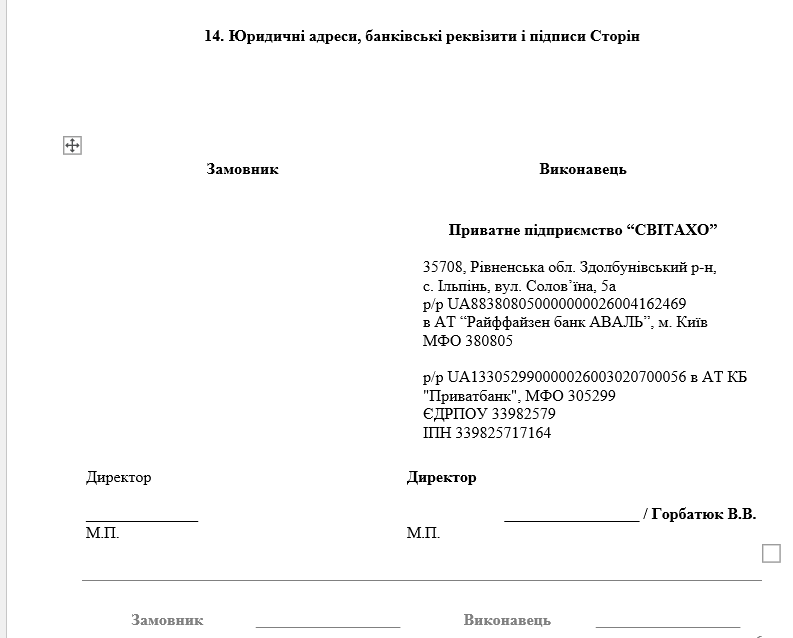 14. Юридичні адреси, банківські реквізити і підписи Сторін
Замовник
Виконавець
Приватне підприємство “СВІТАХО”
35708, Рівненська обл. Здолбунівський р-н,
с. Ільпінь, вул. Солов’їна, 5а
р/р UA883808050000000026004162469
в АТ “Райффайзен банк АВАЛЬ”, м. Київ
МФО 380805
р/р UA133052990000026003020700056 в АТ КБ
"Приватбанк", МФО 305299
ЄДРПОУ 33982579
ІПН 339825717164
Директор
Директор
_______________
_________________ / Горбатюк В.В.
М.П.
М.П.
Замовник ___________________ Виконавець ___________________